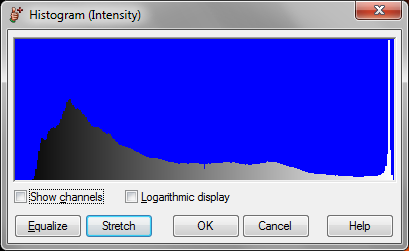 Histogram (Intensity)
Show channels
Logarithmic display
Equalize
Stretch
OK
Cancel
Help